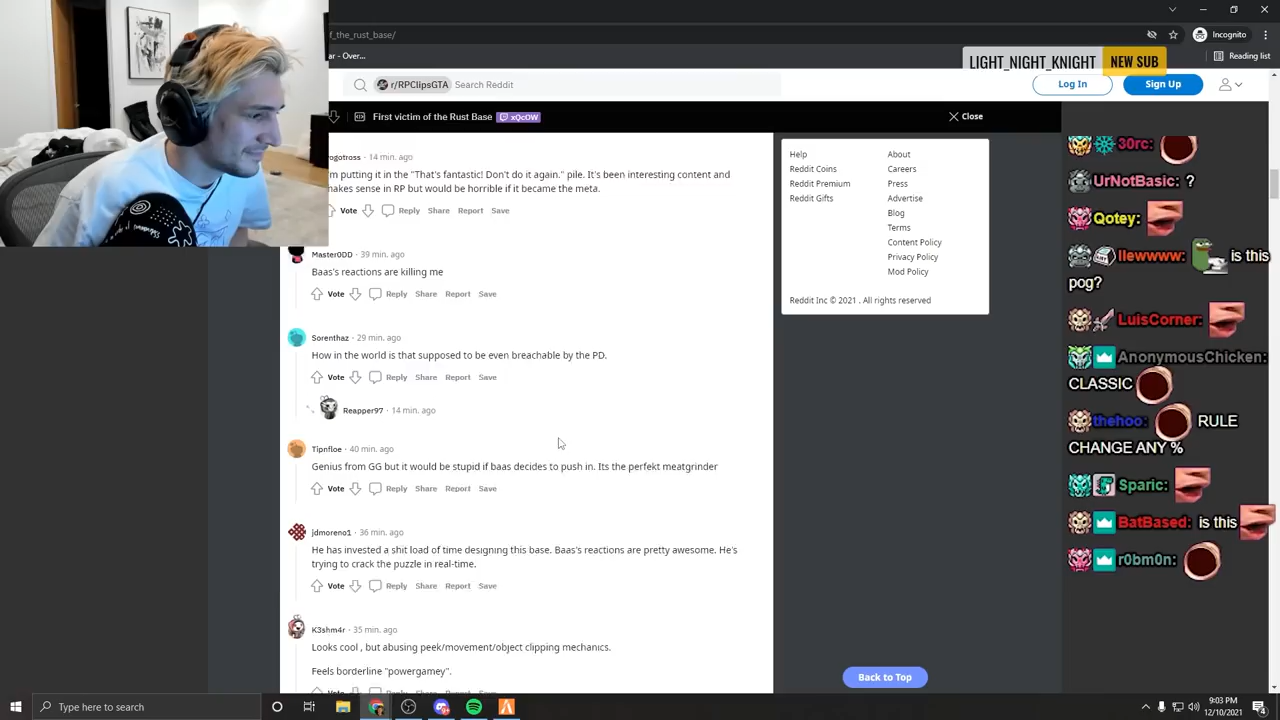 f_the_rust_base/
Incognito
ar - Over...
Reading list
LIGHT_NIGHT_KNIGHT NEW SUB
r/RPClipsGTA Search Reddit
Log In
Sign Up
First victim of the Rust Base xQcOW
Close
rogotross · 14 min. ago
m putting it in the "That's fantastic! Don't do it again." pile. It's been interesting content and
makes sense in RP but would be horrible if it became the meta.
Vote Reply Share Report Save
Master0DD · 39 min. ago
Baas's reactions are killing me
Vote Reply Share Report Save
Sorenthaz · 29 min. ago
How in the world is that supposed to be even breachable by the PD.
Vote Reply Share Report Save
Reaper97 · 14 min. ago
Tipnfloe · 40 min. ago
Genius from GG but it would be stupid if baas decides to push in. Its the perfekt meatgrinder
Vote Reply Share Report Save
jdmoreno1 · 36 min. ago
He has invested a shit load of time designing this base. Baas's reactions are pretty awesome. He's
trying to crack the puzzle in real-time.
Vote Reply Share Report Save
K3shm4r · 35 min. ago
Looks cool , but abusing peek/movement/object clipping mechanics.
Feels borderline "powergamey".
Vote Reply Share Report Save
Help About
Reddit Coins Careers
Reddit Premium Press
Reddit Gifts Advertise
Blog
Terms
Content Policy
Privacy Policy
Mod Policy
Reddit Inc © 2021 . All rights reserved
Back to Top
30rc:
UrNotBasic: ?
Qotey:
llewwww: is this
pog?
LuisCorner:
AnonymousChicken:
CLASSIC
thehoo: RULE
CHANGE ANY %
Sparic:
BatBased: is this
r0bm0n:
Type here to search
9:03 PM
12/10/2021